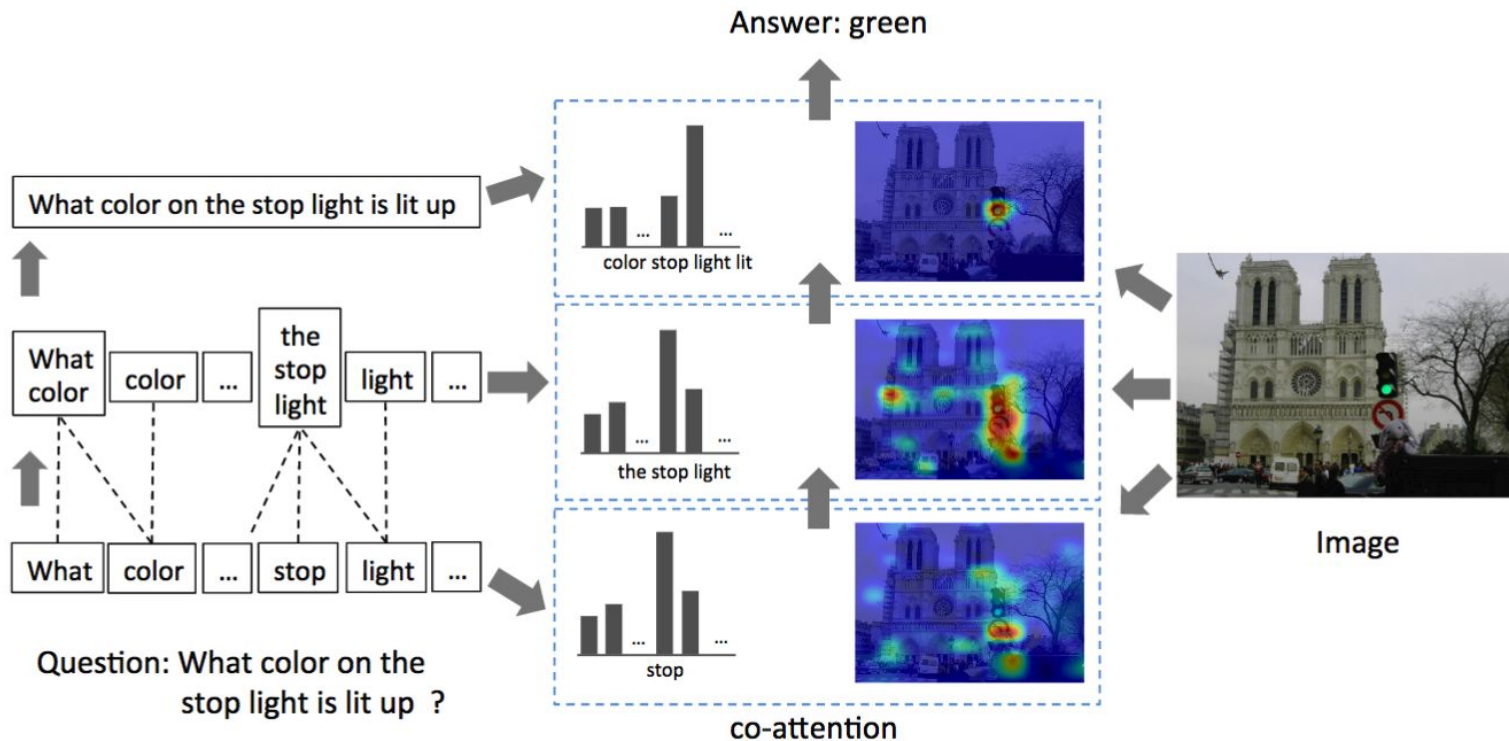 Answer: green
What color on the stop light is lit up
...
...
color stop light lit
What
color
color
...
the
stop
light
light
...
...
...
the stop light
What
color
...
stop
light
...
...
...
stop
Image
Question: What color on the
stop light is lit up ?
co-attention